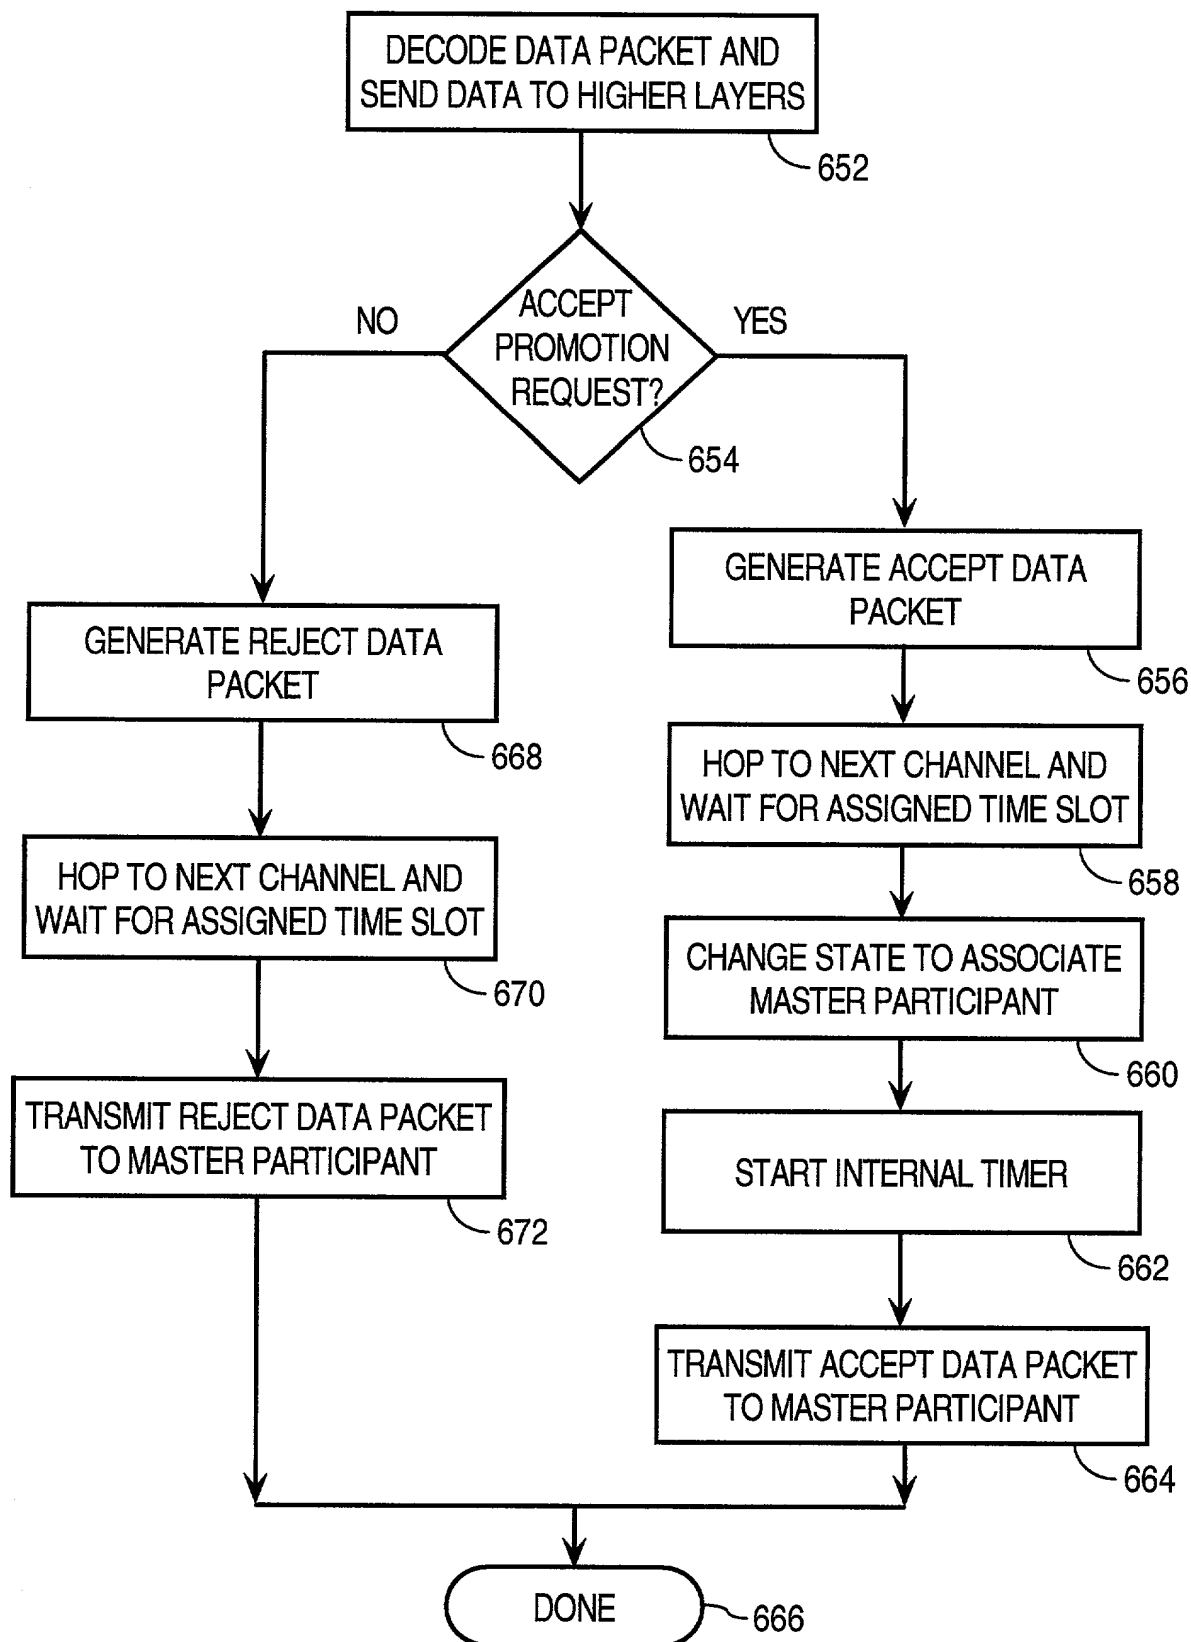 DECODE DATA PACKET AND
SEND DATA TO HIGHER LAYERS
652
ACCEPT
PROMOTION
REQUEST?
654
NO
YES
GENERATE ACCEPT DATA
PACKET
656
HOP TO NEXT CHANNEL AND
WAIT FOR ASSIGNED TIME SLOT
658
CHANGE STATE TO ASSOCIATE
MASTER PARTICIPANT
660
START INTERNAL TIMER
662
TRANSMIT ACCEPT DATA PACKET
TO MASTER PARTICIPANT
664
GENERATE REJECT DATA
PACKET
668
HOP TO NEXT CHANNEL AND
WAIT FOR ASSIGNED TIME SLOT
670
TRANSMIT REJECT DATA PACKET
TO MASTER PARTICIPANT
672
DONE
666